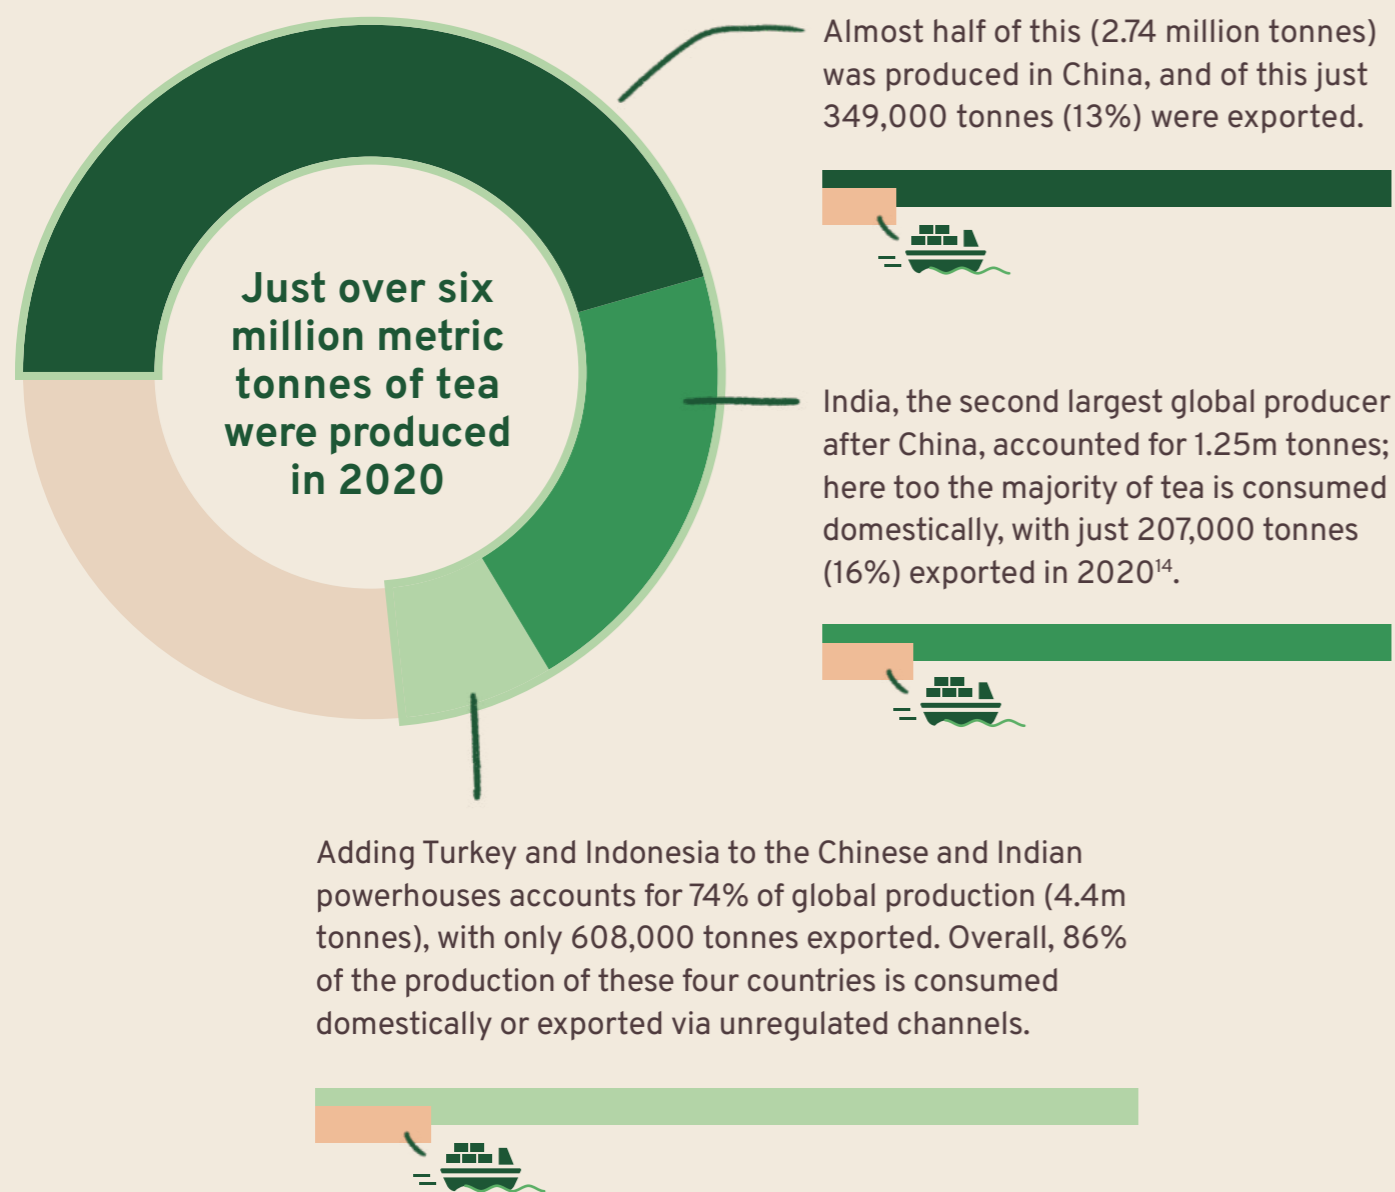 Just over six
million metric
tonnes of tea
were produced
in 2020
Almost half of this (2.74 million tonnes)
was produced in China, and of this just
349,000 tonnes (13%) were exported.
India, the second largest global producer
after China, accounted for 1.25m tonnes;
here too the majority of tea is consumed
domestically, with just 207,000 tonnes
(16%) exported in 2020¹⁴.
Adding Turkey and Indonesia to the Chinese and Indian
powerhouses accounts for 74% of global production (4.4m
tonnes), with only 608,000 tonnes exported. Overall, 86%
of the production of these four countries is consumed
domestically or exported via unregulated channels.